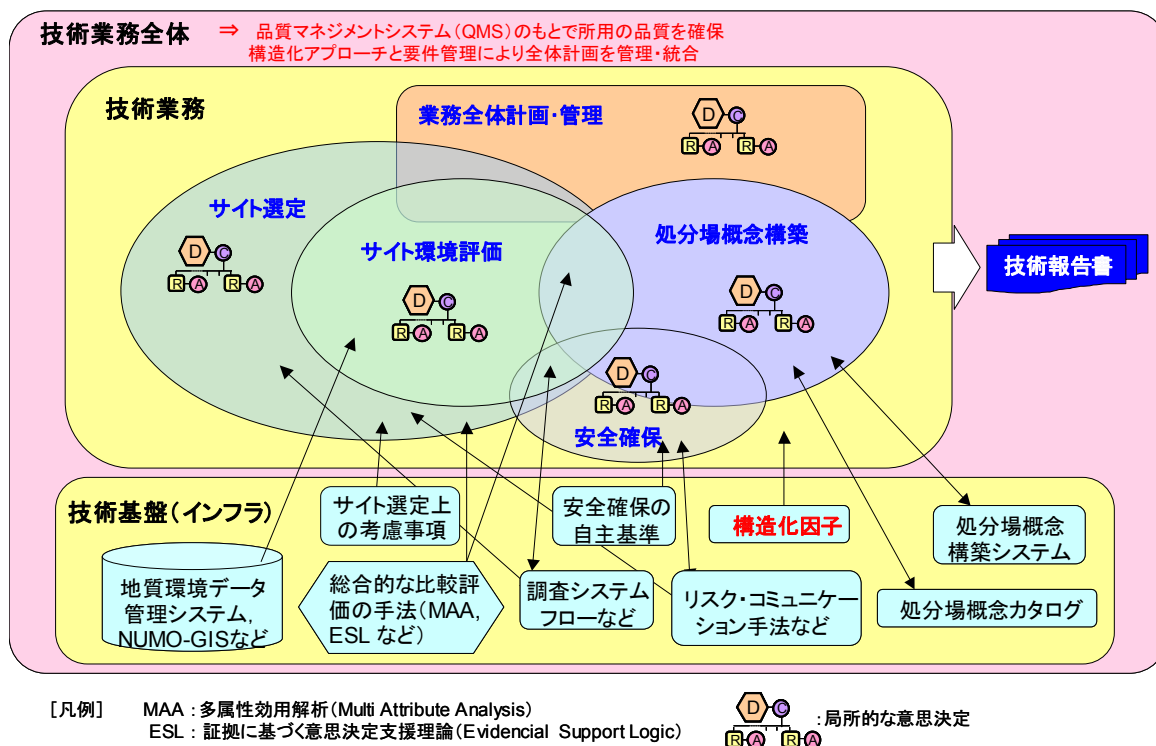 技術業務全体 ⇒ 品質マネジメントシステム(QMS)のもとで所用の品質を確保
構造化アプローチと要件管理により全体計画を管理・統合
技術業務
業務全体計画・管理
D C
R A R A
サイト選定
D C
R A R A
サイト環境評価
D C
R A R A
処分場概念構築
D C
R A R A
D C
R A R A
安全確保
技術報告書
技術基盤(インフラ)
サイト選定上
の考慮事項
安全確保の
自主基準
構造化因子
処分場概念
構築システム
地質環境データ
管理システム,
NUMO-GISなど
総合的な比較評
価の手法(MAA,
ESL など)
調査システム
フローなど
リスク・コミュニケー
ション手法など
処分場概念カタログ
[凡例] MAA:多属性効用解析(Multi Attribute Analysis)
ESL:証拠に基づく意思決定支援理論(Evidencial Support Logic)
D C
R A R A
:局所的な意思決定